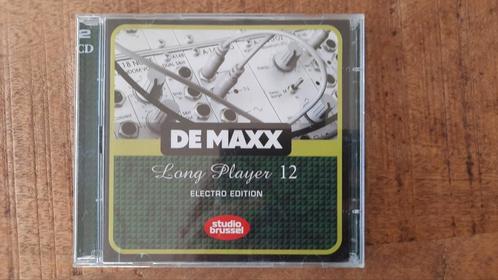 2
CD
DE MAXX
Long Player 12
ELECTRO EDITION
studio
brussel